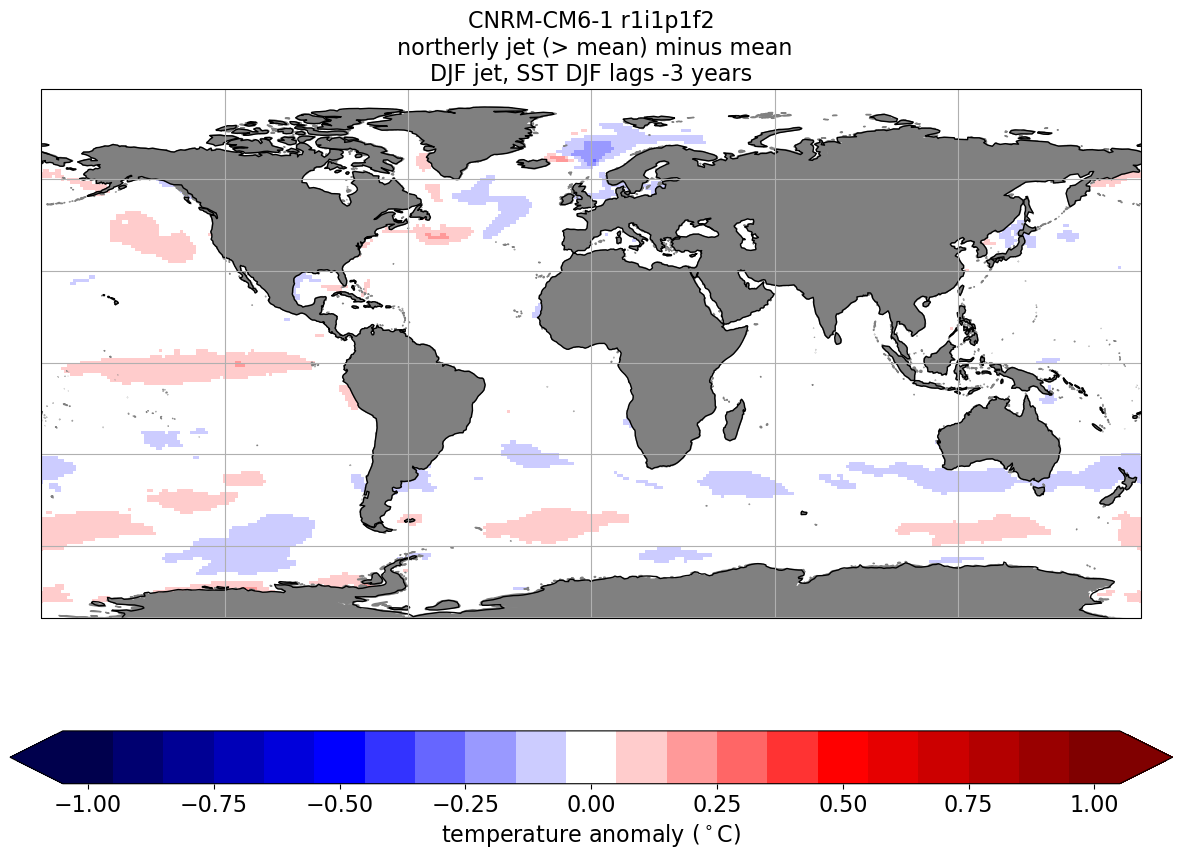 CNRM-CM6-1 r1i1p1f2
northerly jet (> mean) minus mean
DJF jet, SST DJF lags -3 years
−1.00 −0.75 −0.50 −0.25 0.00 0.25 0.50 0.75 1.00
temperature anomaly (°C)